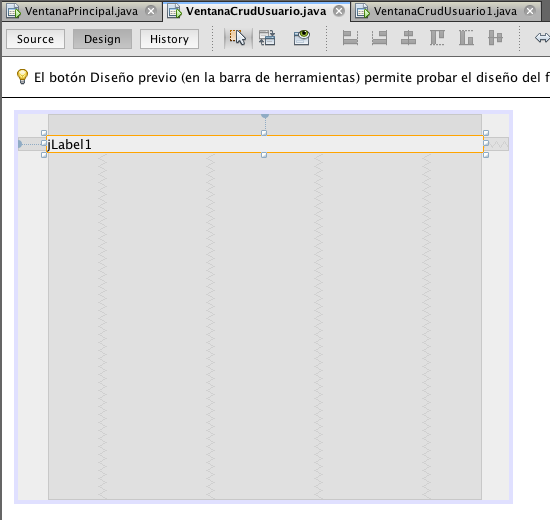 VentanaPrincipal.java VentanaCrudUsuario.java VentanaCrudUsuario1.java
Source Design History
El botón Diseño previo (en la barra de herramientas) permite probar el diseño del f
jLabel1